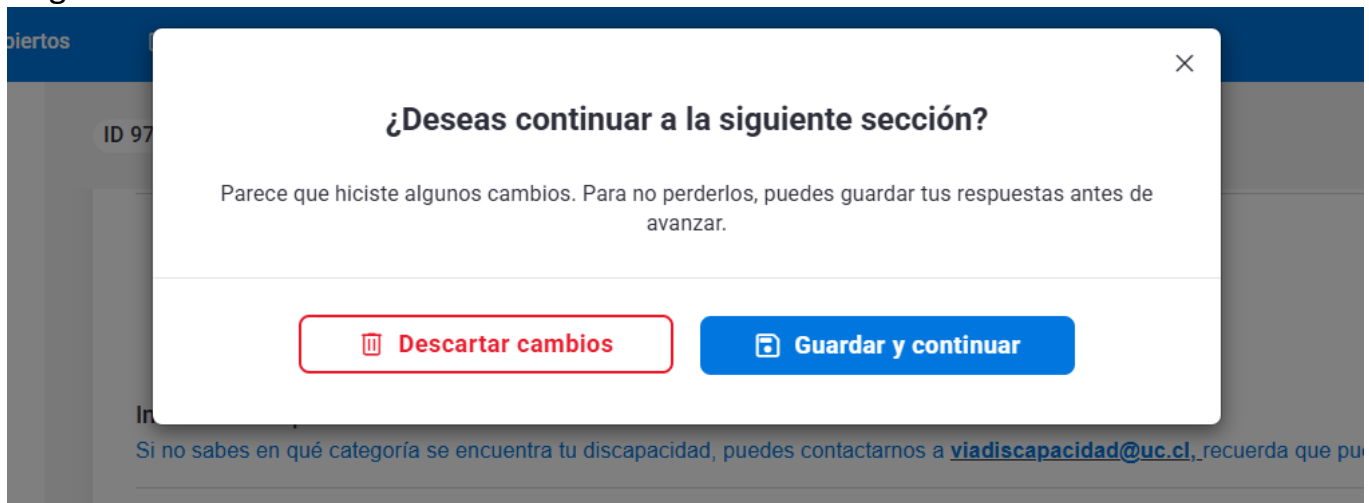 biertos
¿Deseas continuar a la siguiente sección?
ID 97
Parece que hiciste algunos cambios. Para no perderlos, puedes guardar tus respuestas antes de
avanzar.
Descartar cambios
Guardar y continuar
Si no sabes en qué categoría se encuentra tu discapacidad, puedes contactarnos a viadiscapacidad@uc.cl, recuerda que pue